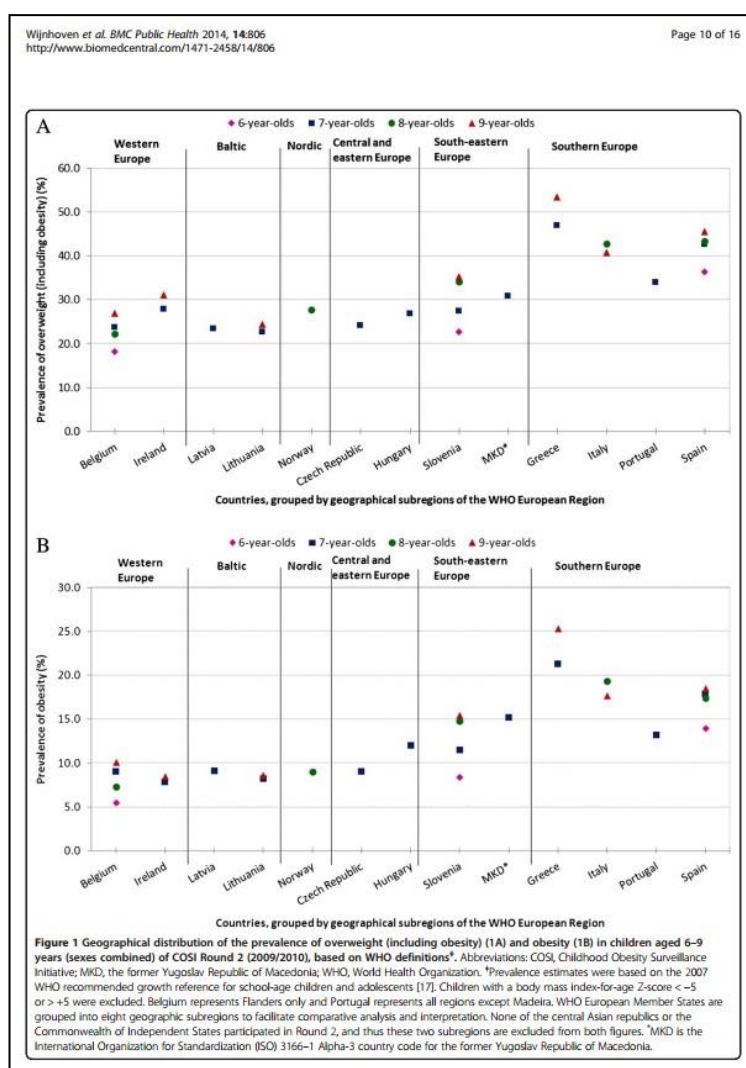 Wijnhoven et al. BMC Public Health 2014, 14:806
http://www.biomedcentral.com/1471-2458/14/806
Page 10 of 16
A
6-year-olds 7-year-olds 8-year-olds 9-year-olds
Western Europe
Baltic
Nordic
Central and eastern Europe
South-eastern Europe
Southern Europe
Prevalence of overweight (including obesity) (%)
60.0
50.0
40.0
30.0
20.0
10.0
0.0
Belgium
Ireland
Latvia
Lithuania
Norway
Czech Republic
Hungary
Slovenia
MKD*
Greece
Italy
Portugal
Spain
Countries, grouped by geographical subregions of the WHO European Region
B
6-year-olds 7-year-olds 8-year-olds 9-year-olds
Western Europe
Baltic
Nordic
Central and eastern Europe
South-eastern Europe
Southern Europe
Prevalence of obesity (%)
30.0
25.0
20.0
15.0
10.0
5.0
0.0
Belgium
Ireland
Latvia
Lithuania
Norway
Czech Republic
Hungary
Slovenia
MKD*
Greece
Italy
Portugal
Spain
Countries, grouped by geographical subregions of the WHO European Region
Figure 1 Geographical distribution of the prevalence of overweight (including obesity) (1A) and obesity (1B) in children aged 6–9
years (sexes combined) of COSI Round 2 (2009/2010), based on WHO definitions‡. Abbreviations: COSI, Childhood Obesity Surveillance
Initiative; MKD, the former Yugoslav Republic of Macedonia; WHO, World Health Organization. ‡Prevalence estimates were based on the 2007
WHO recommended growth reference for school-age children and adolescents [17]. Children with a body mass index-for-age Z-score < −5
or > +5 were excluded. Belgium represents Flanders only and Portugal represents all regions except Madeira. WHO European Member States are
grouped into eight geographic subregions to facilitate comparative analysis and interpretation. None of the central Asian republics or the
Commonwealth of Independent States participated in Round 2, and thus these two subregions are excluded from both figures. *MKD is the
International Organization for Standardization (ISO) 3166–1 Alpha-3 country code for the former Yugoslav Republic of Macedonia.